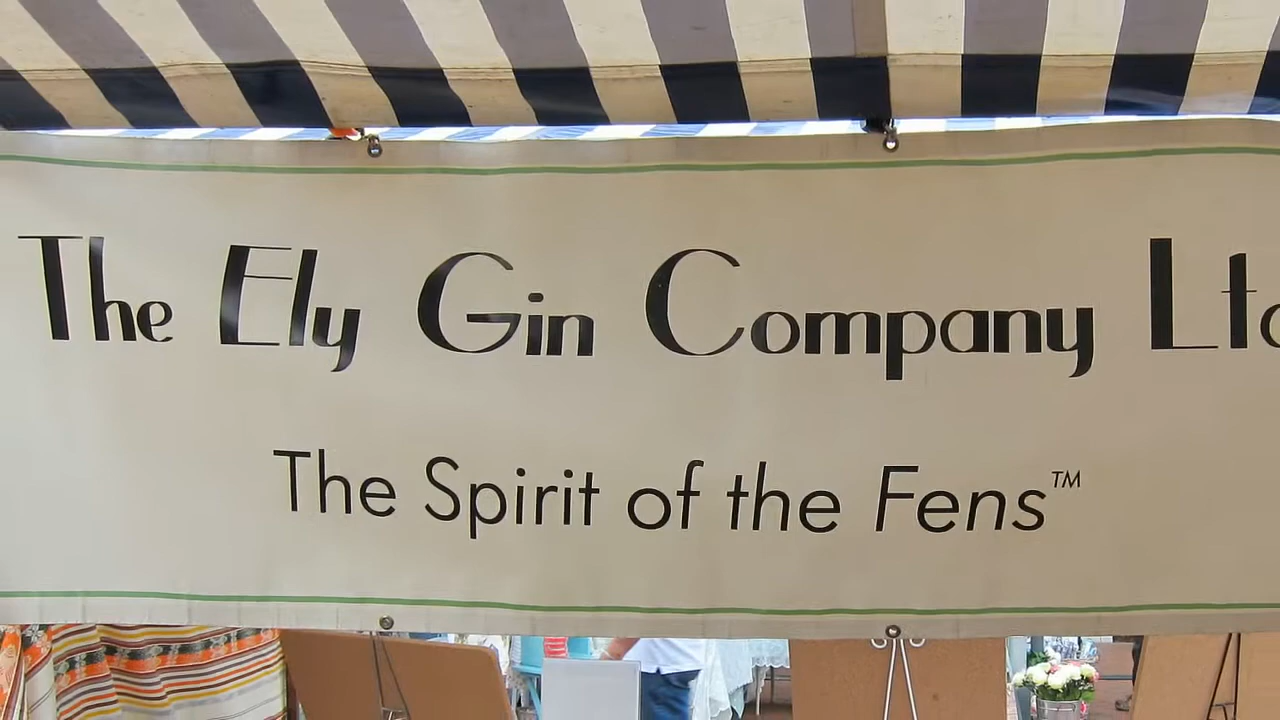 The Ely Gin Company Ltd
The Spirit of the Fens™